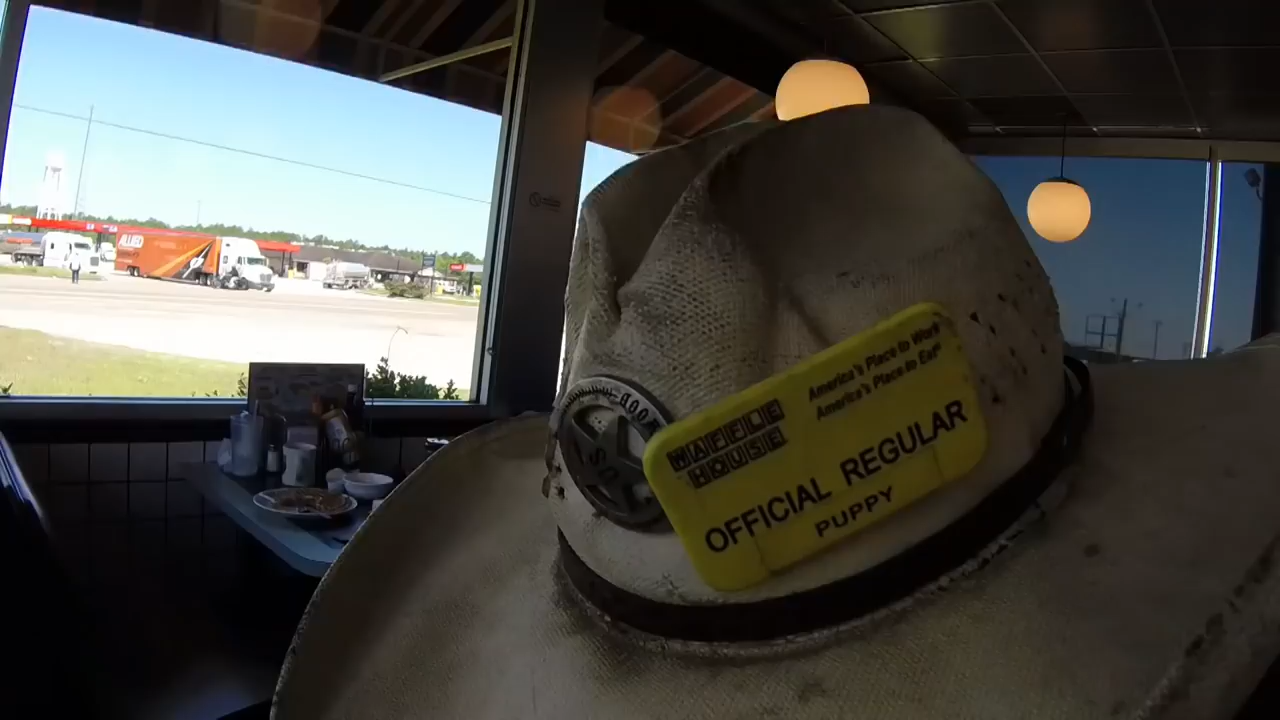 ALLIED
WAFFLE
HOUSE
America's Place to Work
America's Place to Eat®
OFFICIAL REGULAR
PUPPY